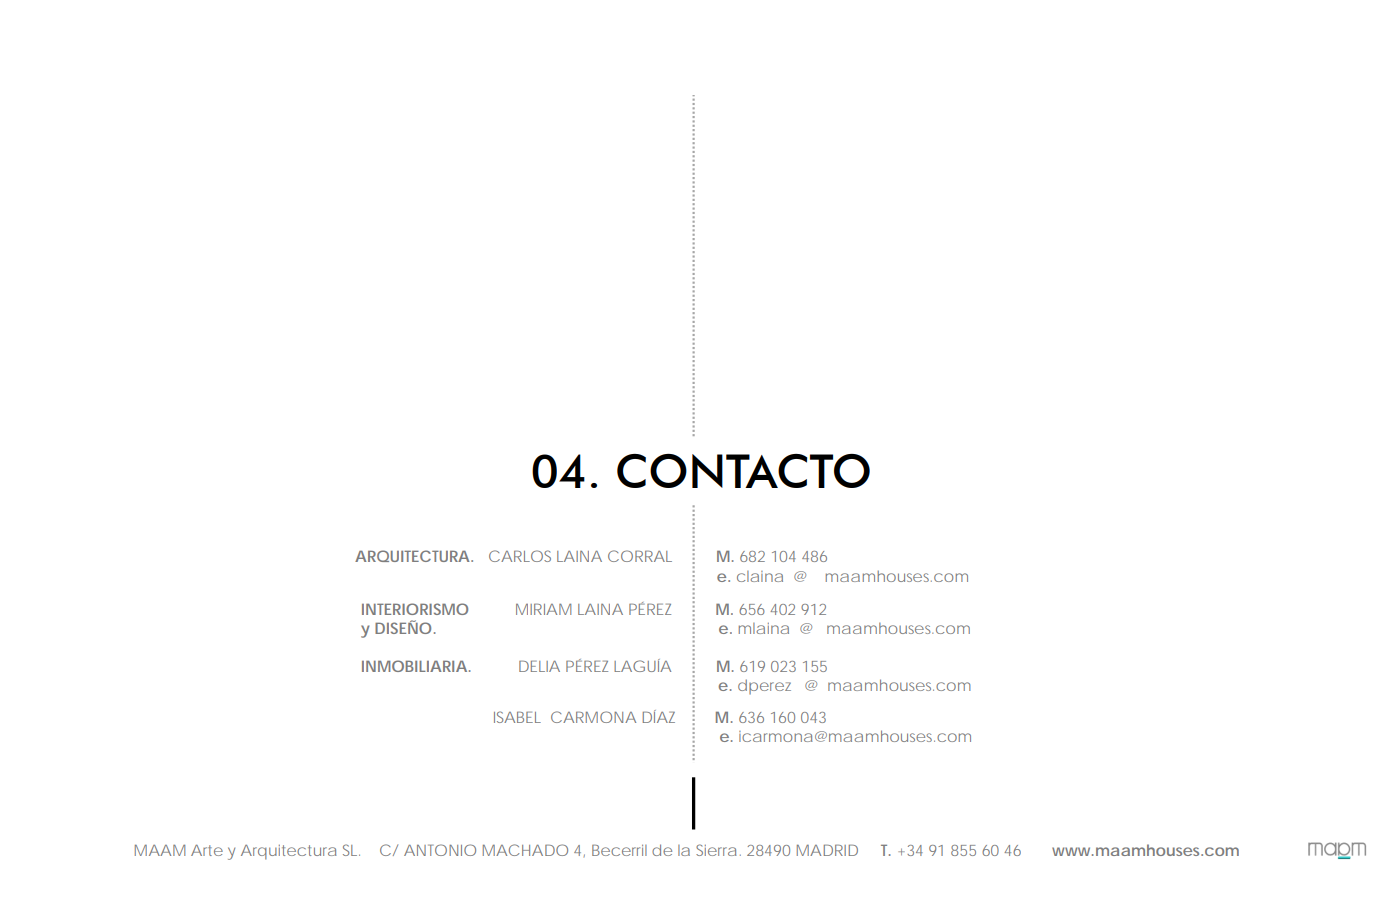 04. CONTACTO
ARQUITECTURA. CARLOS LAINA CORRAL M. 682 104 486
e. claina @ maamhouses.com
INTERIORISMO MIRIAM LAINA PÉREZ M. 656 402 912
y DISEÑO. e. mlaina @ maamhouses.com
INMOBILIARIA. DELIA PÉREZ LAGUÍA M. 619 023 155
e. dperez @ maamhouses.com
ISABEL CARMONA DÍAZ M. 636 160 043
e. icarmona@maamhouses.com
MAAM Arte y Arquitectura SL. C/ ANTONIO MACHADO 4, Becerril de la Sierra. 28490 MADRID T. +34 91 855 60 46 www.maamhouses.com maam